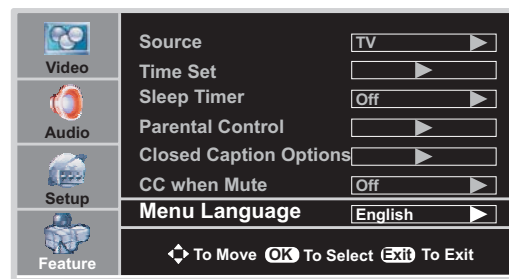 Video
Audio
Setup
Feature
Source TV
Time Set
Sleep Timer Off
Parental Control
Closed Caption Options
CC when Mute Off
Menu Language English
To Move OK To Select Exit To Exit